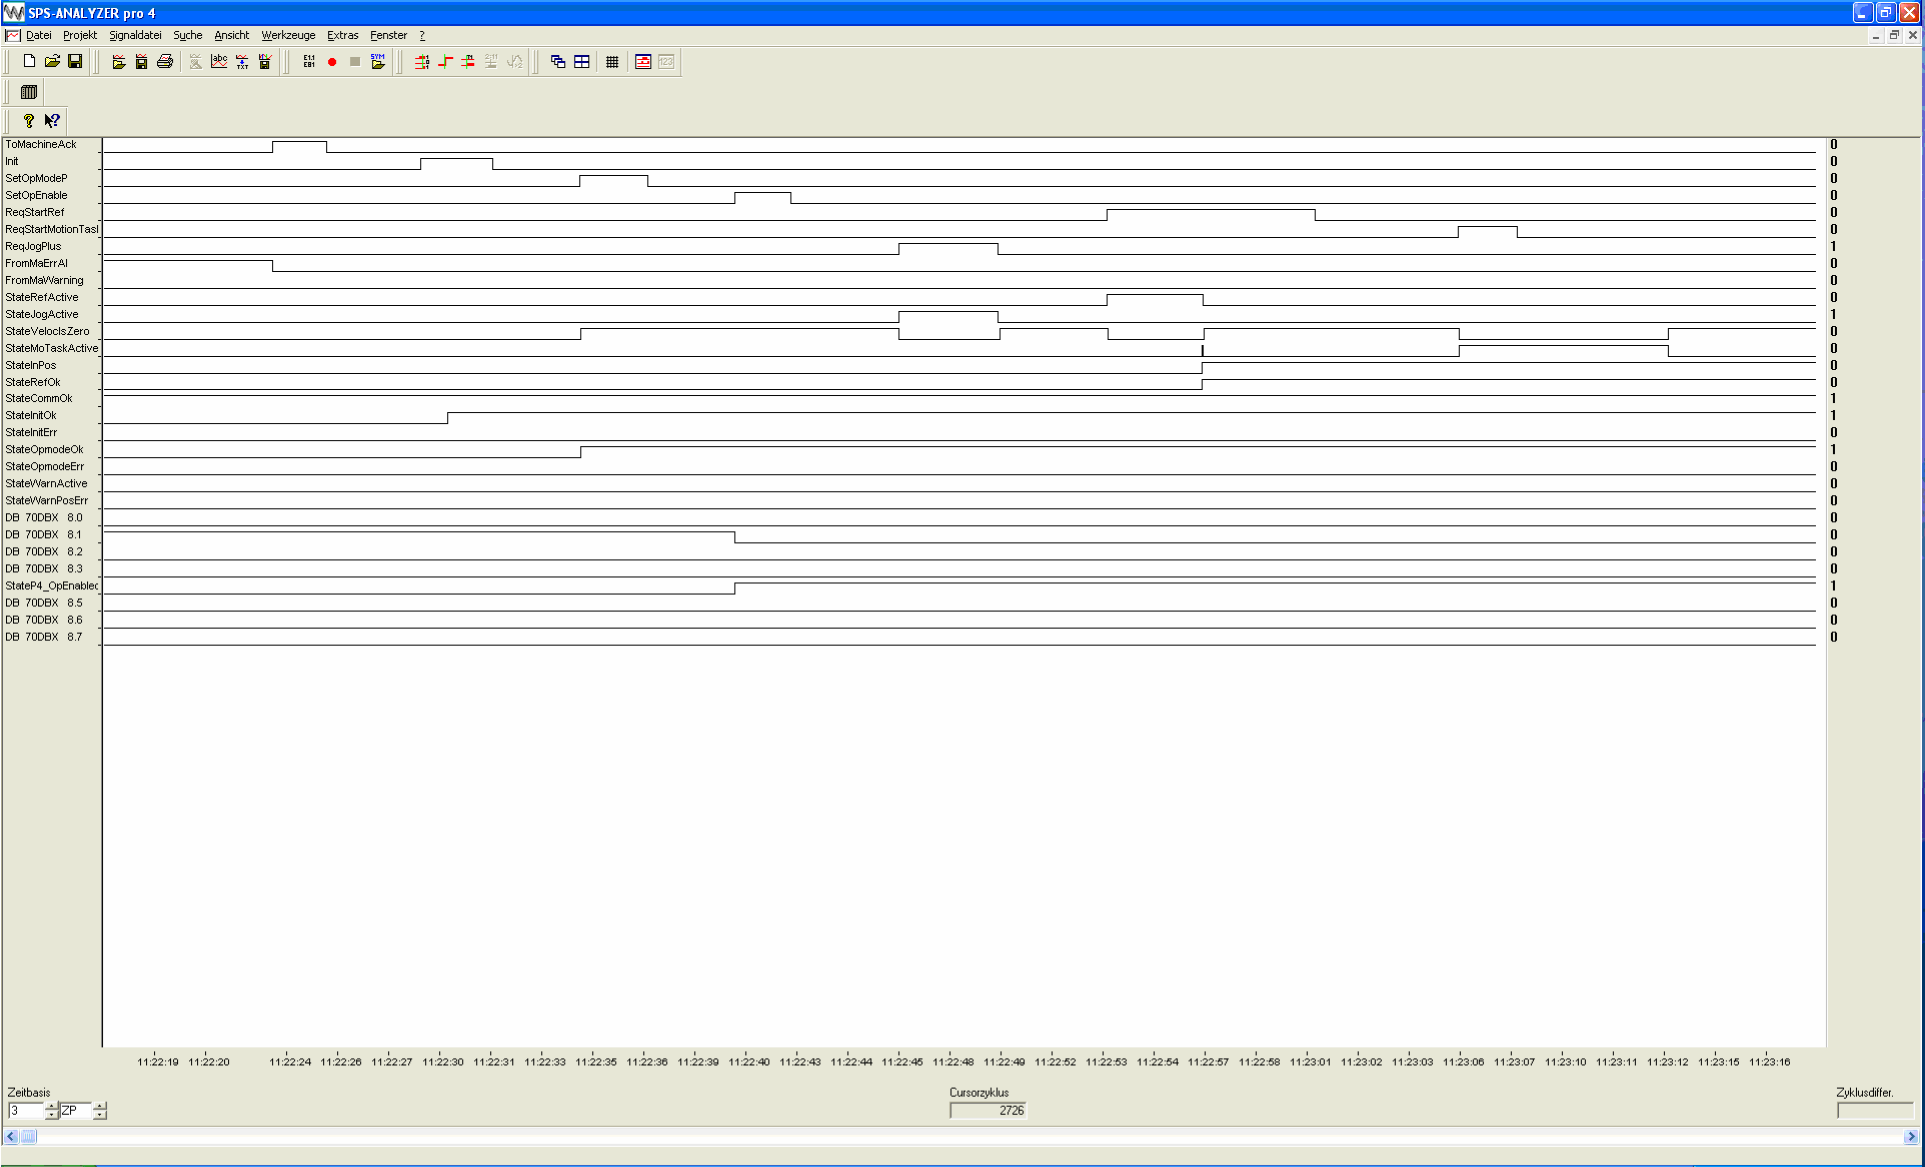 SPS-ANALYZER pro 4
Datei Projekt Signaldatei Suche Ansicht Werkzeuge Extras Fenster ?
ToMachineAck 0
Init 0
SetOpModeP 0
SetOpEnable 0
ReqStartRef 0
ReqStartMotionTasl 0
ReqJogPlus 1
FromMaErrAl 0
FromMaWarning 0
StateRefActive 0
StateJogActive 1
StateVelocIsZero 0
StateMoTaskActive 0
StateInPos 0
StateRefOk 0
StateCommOk 1
StateInitOk 1
StateInitErr 0
StateOpmodeOk 1
StateOpmodeErr 0
StateWarnActive 0
StateWarnPosErr 0
DB 70DBX 8.0 0
DB 70DBX 8.1 0
DB 70DBX 8.2 0
DB 70DBX 8.3 0
StateP4_OpEnabled 1
DB 70DBX 8.5 0
DB 70DBX 8.6 0
DB 70DBX 8.7 0
11:22:19 11:22:20 11:22:24 11:22:26 11:22:27 11:22:30 11:22:31 11:22:33 11:22:35 11:22:36 11:22:39 11:22:40 11:22:43 11:22:44 11:22:45 11:22:48 11:22:49 11:22:52 11:22:53 11:22:54 11:22:57 11:22:58 11:23:01 11:23:02 11:23:03 11:23:06 11:23:07 11:23:10 11:23:11 11:23:12 11:23:15 11:23:16
Zeitbasis Cursorzyklus Zyklusdiffer.
3 ZP 2726